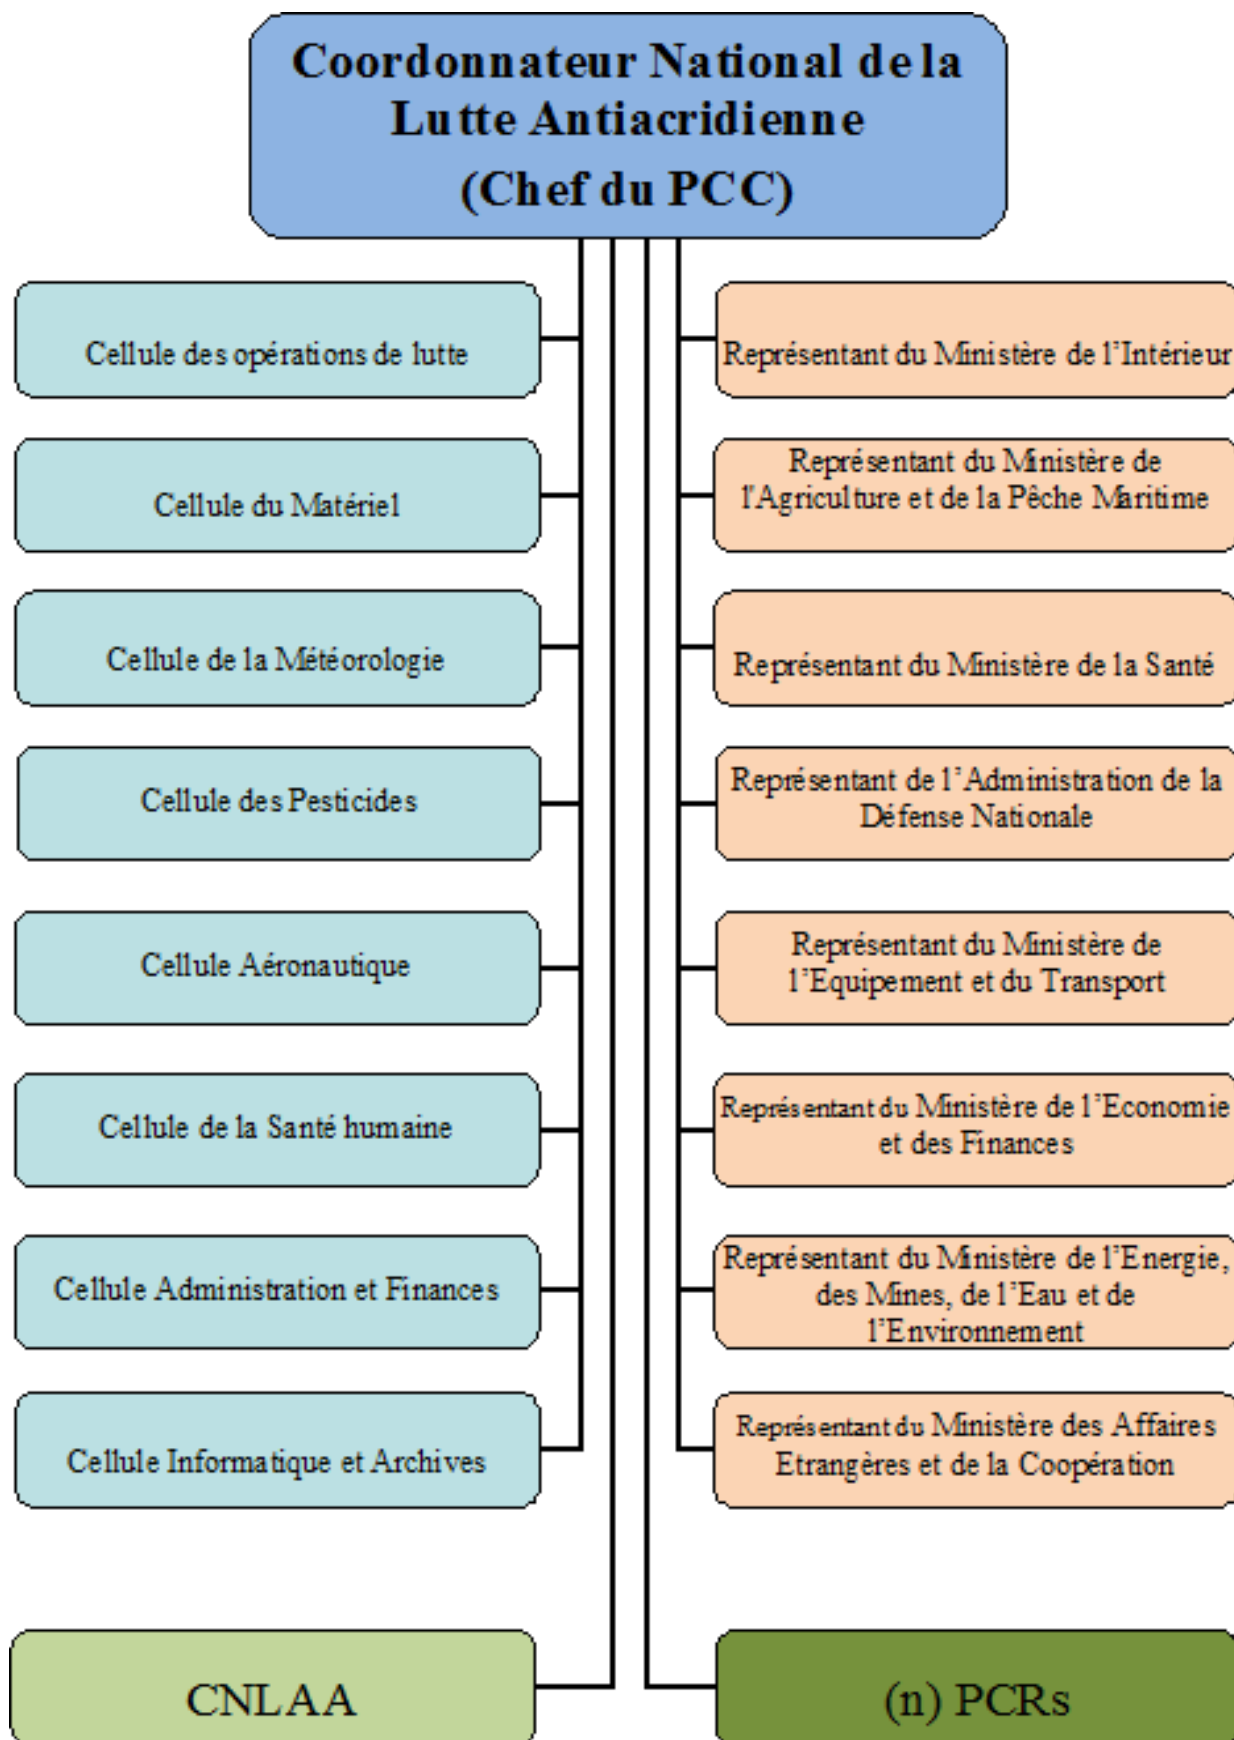 Coordonnateur National de la
Lutte Antiacridienne
(Chef du PCC)
Cellule des opérations de lutte
Représentant du Ministère de l'Intérieur
Cellule du Matériel
Représentant du Ministère de
l'Agriculture et de la Pêche Maritime
Cellule de la Météorologie
Représentant du Ministère de la Santé
Cellule des Pesticides
Représentant de l'Administration de la
Défense Nationale
Cellule Aéronautique
Représentant du Ministère de
l'Equipement et du Transport
Cellule de la Santé humaine
Représentant du Ministère de l'Economie
et des Finances
Cellule Administration et Finances
Représentant du Ministère de l'Energie,
des Mines, de l'Eau et de
l'Environnement
Cellule Informatique et Archives
Représentant du Ministère des Affaires
Etrangères et de la Coopération
CNLAA
(n) PCRs